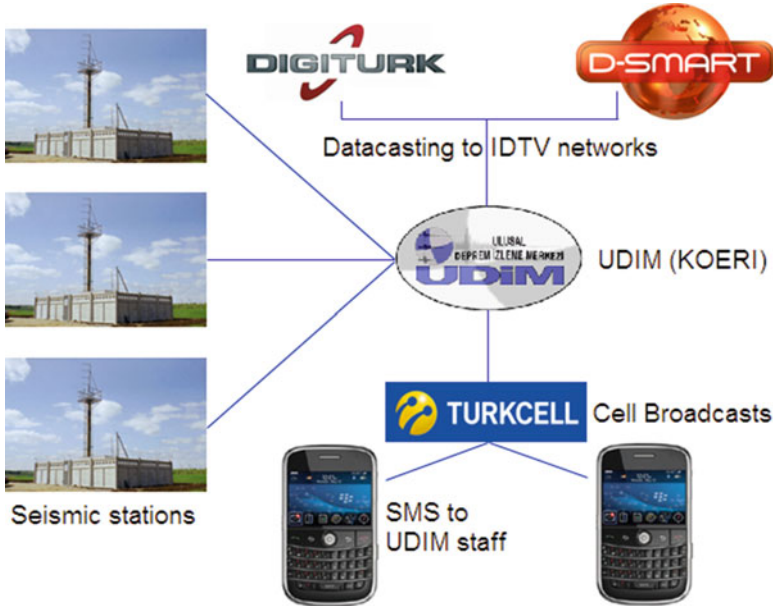 DIGITURK
D-SMART
Datacasting to IDTV networks
ULUSAL
DEPREM İZLEME MERKEZİ
UDİM
UDIM (KOERI)
TURKCELL
Cell Broadcasts
Seismic stations
SMS to
UDIM staff